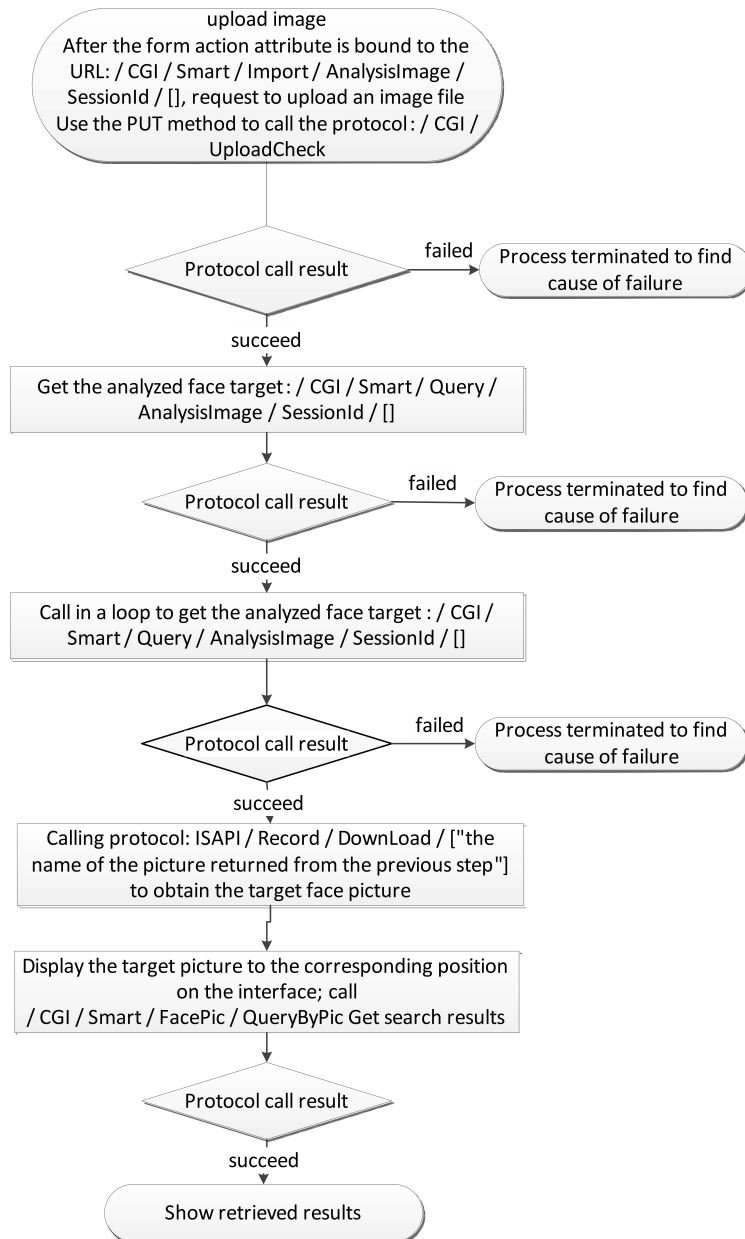 upload image
After the form action attribute is bound to the
URL: / CGI / Smart / Import / AnalysisImage /
SessionId / [], request to upload an image file
Use the PUT method to call the protocol : / CGI /
UploadCheck
Protocol call result
failed
Process terminated to find
cause of failure
succeed
Get the analyzed face target : / CGI / Smart / Query /
AnalysisImage / SessionId / []
Protocol call result
failed
Process terminated to find
cause of failure
succeed
Call in a loop to get the analyzed face target : / CGI /
Smart / Query / AnalysisImage / SessionId / []
Protocol call result
failed
Process terminated to find
cause of failure
succeed
Calling protocol: ISAPI / Record / DownLoad / ["the
name of the picture returned from the previous step"]
to obtain the target face picture
Display the target picture to the corresponding position
on the interface; call
/ CGI / Smart / FacePic / QueryByPic Get search results
Protocol call result
succeed
Show retrieved results